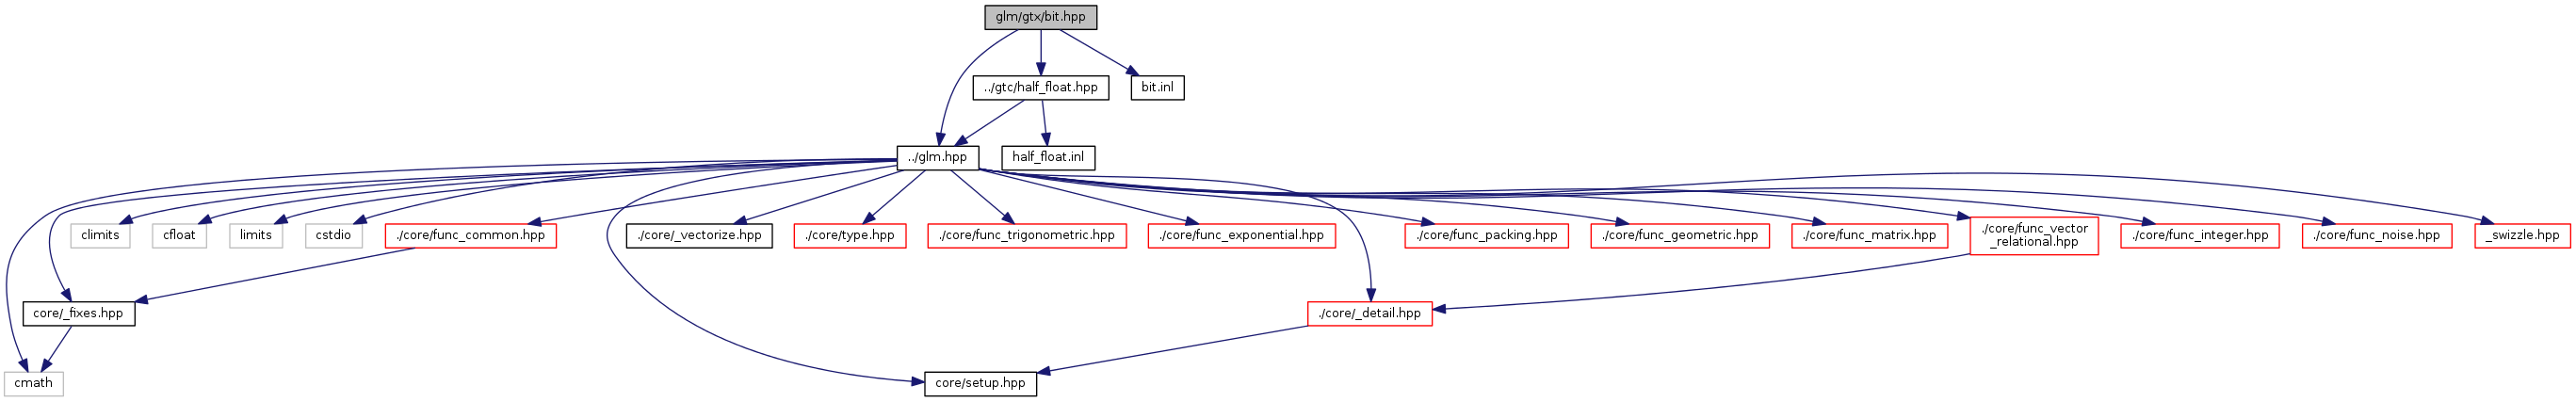 glm/gtx/bit.hpp
../gtc/half_float.hpp
bit.inl
../glm.hpp
half_float.inl
climits
cfloat
limits
cstdio
./core/func_common.hpp
./core/_vectorize.hpp
./core/type.hpp
./core/func_trigonometric.hpp
./core/func_exponential.hpp
./core/func_packing.hpp
./core/func_geometric.hpp
./core/func_matrix.hpp
./core/func_vector
_relational.hpp
./core/func_integer.hpp
./core/func_noise.hpp
_swizzle.hpp
core/_fixes.hpp
./core/_detail.hpp
cmath
core/setup.hpp